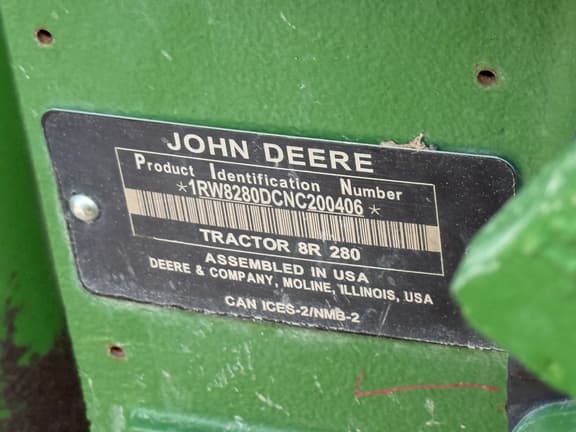 JOHN DEERE
Product Identification Number
*1RW8280DCNC200406*
TRACTOR 8R 280
ASSEMBLED IN USA
DEERE & COMPANY, MOLINE, ILLINOIS, USA
CAN ICES-2/NMB-2